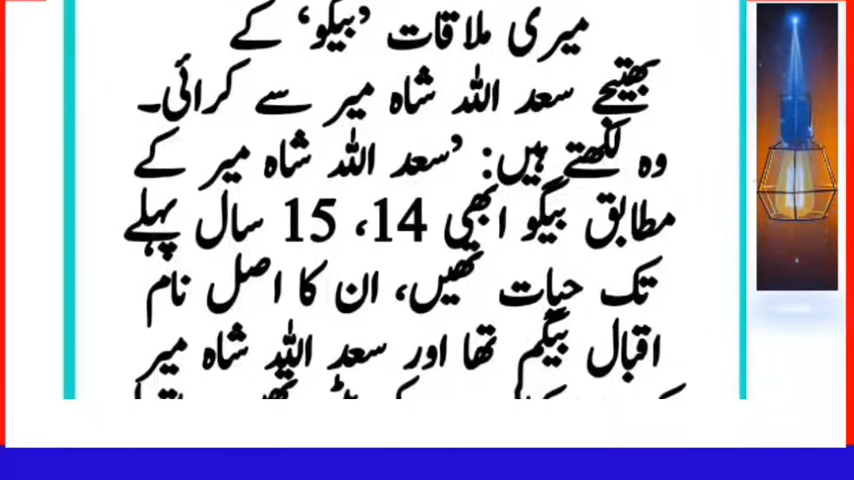 میری ملاقات ’بیگو‘ کے
بھتیجے سعد اللہ شاہ میر سے کرائی۔
وہ لکھتے ہیں: ’سعد اللہ شاہ میر کے
مطابق بیگو ابھی 14، 15 سال پہلے
تک حیات تھیں، ان کا اصل نام
اقبال بیگم تھا اور سعد اللہ شاہ میر